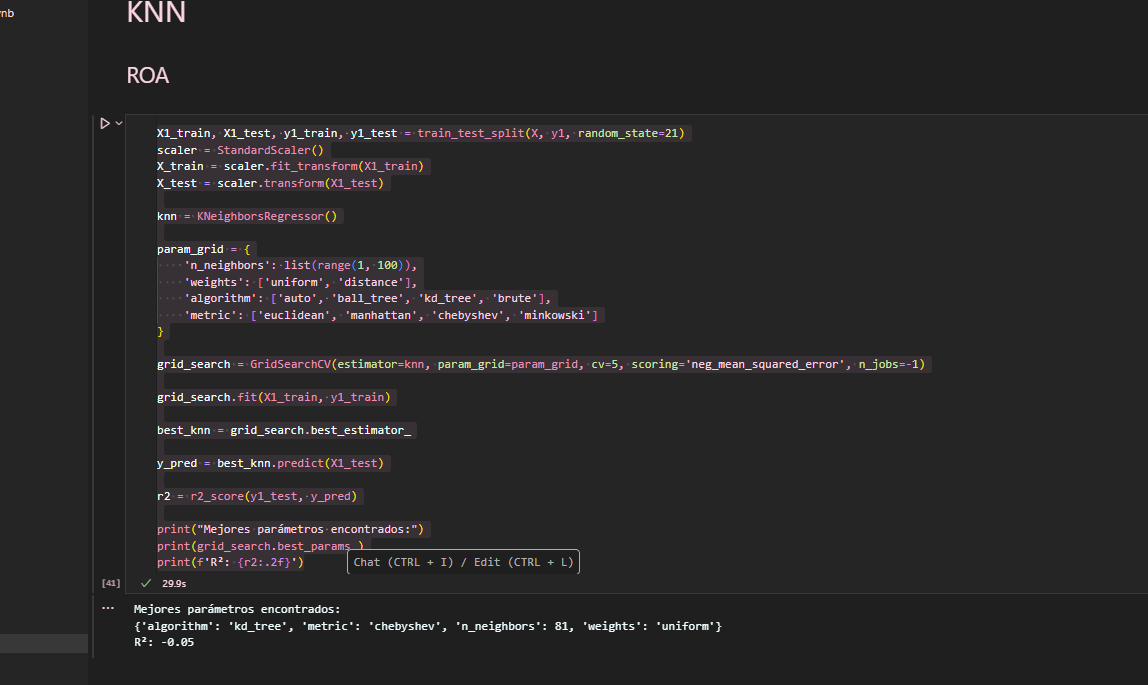 nb
KNN
ROA
X1_train, X1_test, y1_train, y1_test = train_test_split(X, y1, random_state=21)
scaler = StandardScaler()
X_train = scaler.fit_transform(X1_train)
X_test = scaler.transform(X1_test)
knn = KNeighborsRegressor()
param_grid = {
    'n_neighbors': list(range(1, 100)),
    'weights': ['uniform', 'distance'],
    'algorithm': ['auto', 'ball_tree', 'kd_tree', 'brute'],
    'metric': ['euclidean', 'manhattan', 'chebyshev', 'minkowski']
}
grid_search = GridSearchCV(estimator=knn, param_grid=param_grid, cv=5, scoring='neg_mean_squared_error', n_jobs=-1)
grid_search.fit(X1_train, y1_train)
best_knn = grid_search.best_estimator_
y_pred = best_knn.predict(X1_test)
r2 = r2_score(y1_test, y_pred)
print("Mejores parámetros encontrados:")
print(grid_search.best_params_)
print(f'R²: {r2:.2f}')
Chat (CTRL + I) / Edit (CTRL + L)
[41]
29.9s
Mejores parámetros encontrados:
{'algorithm': 'kd_tree', 'metric': 'chebyshev', 'n_neighbors': 81, 'weights': 'uniform'}
R²: -0.05